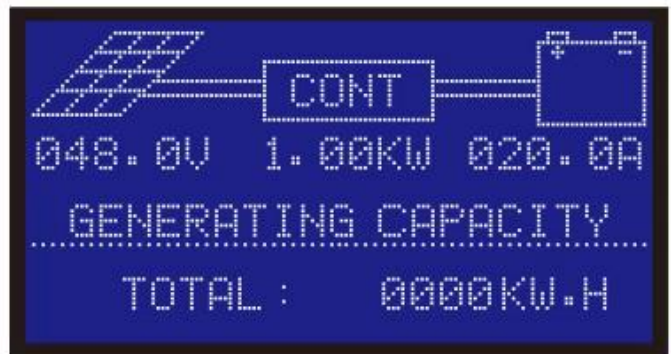 CONT
+ -
048.0V 1.00KW 020.0A
GENERATING CAPACITY
TOTAL: 0000KW.H